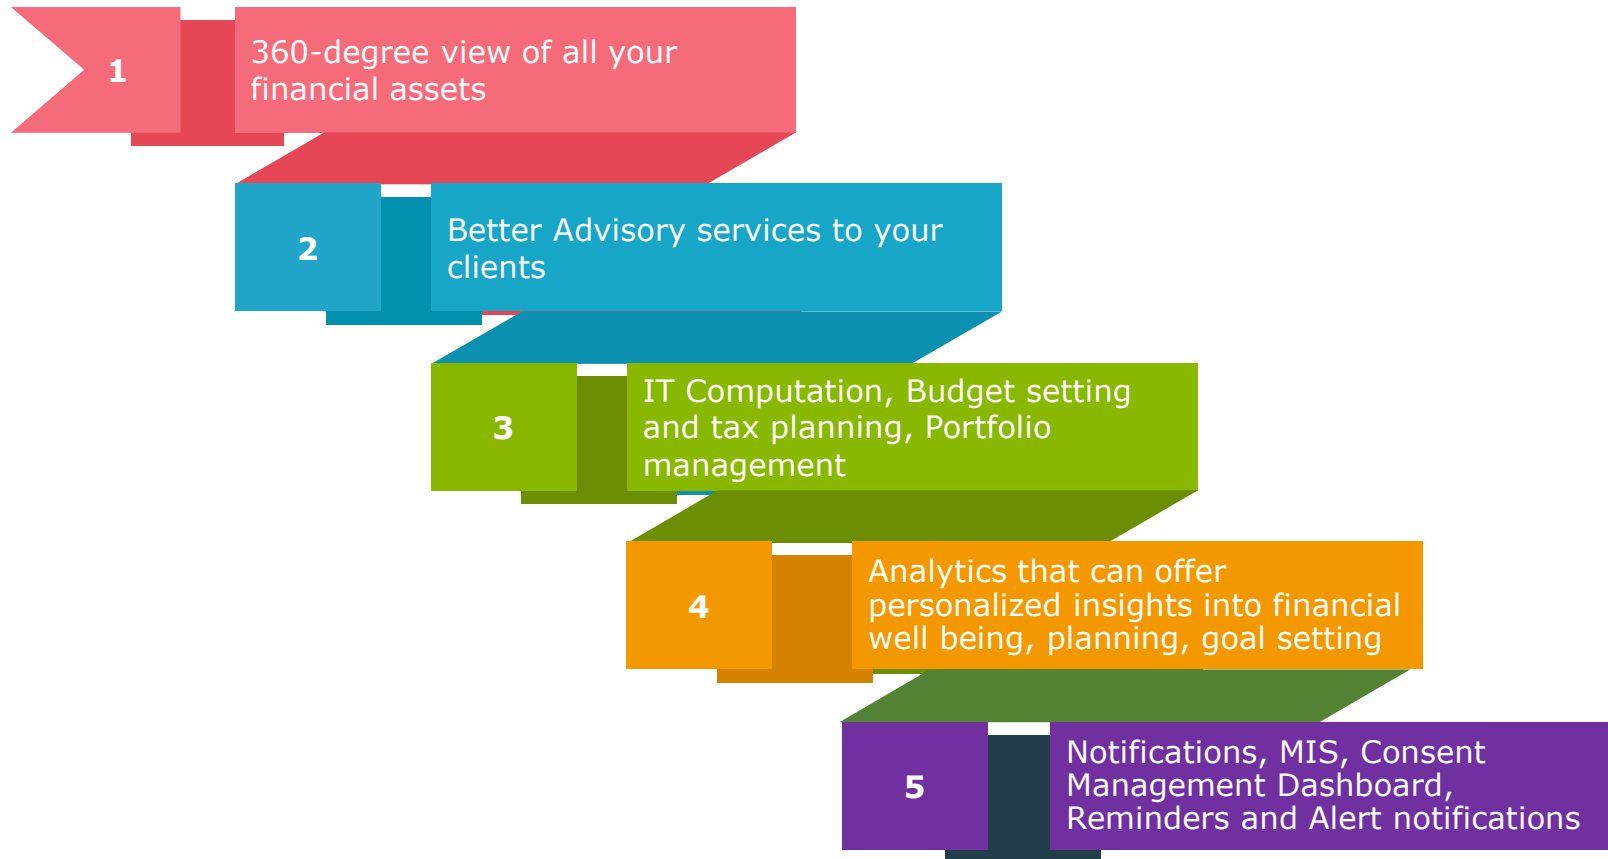 1
360-degree view of all your
financial assets
2
Better Advisory services to your
clients
3
IT Computation, Budget setting
and tax planning, Portfolio
management
4
Analytics that can offer
personalized insights into financial
well being, planning, goal setting
5
Notifications, MIS, Consent
Management Dashboard,
Reminders and Alert notifications